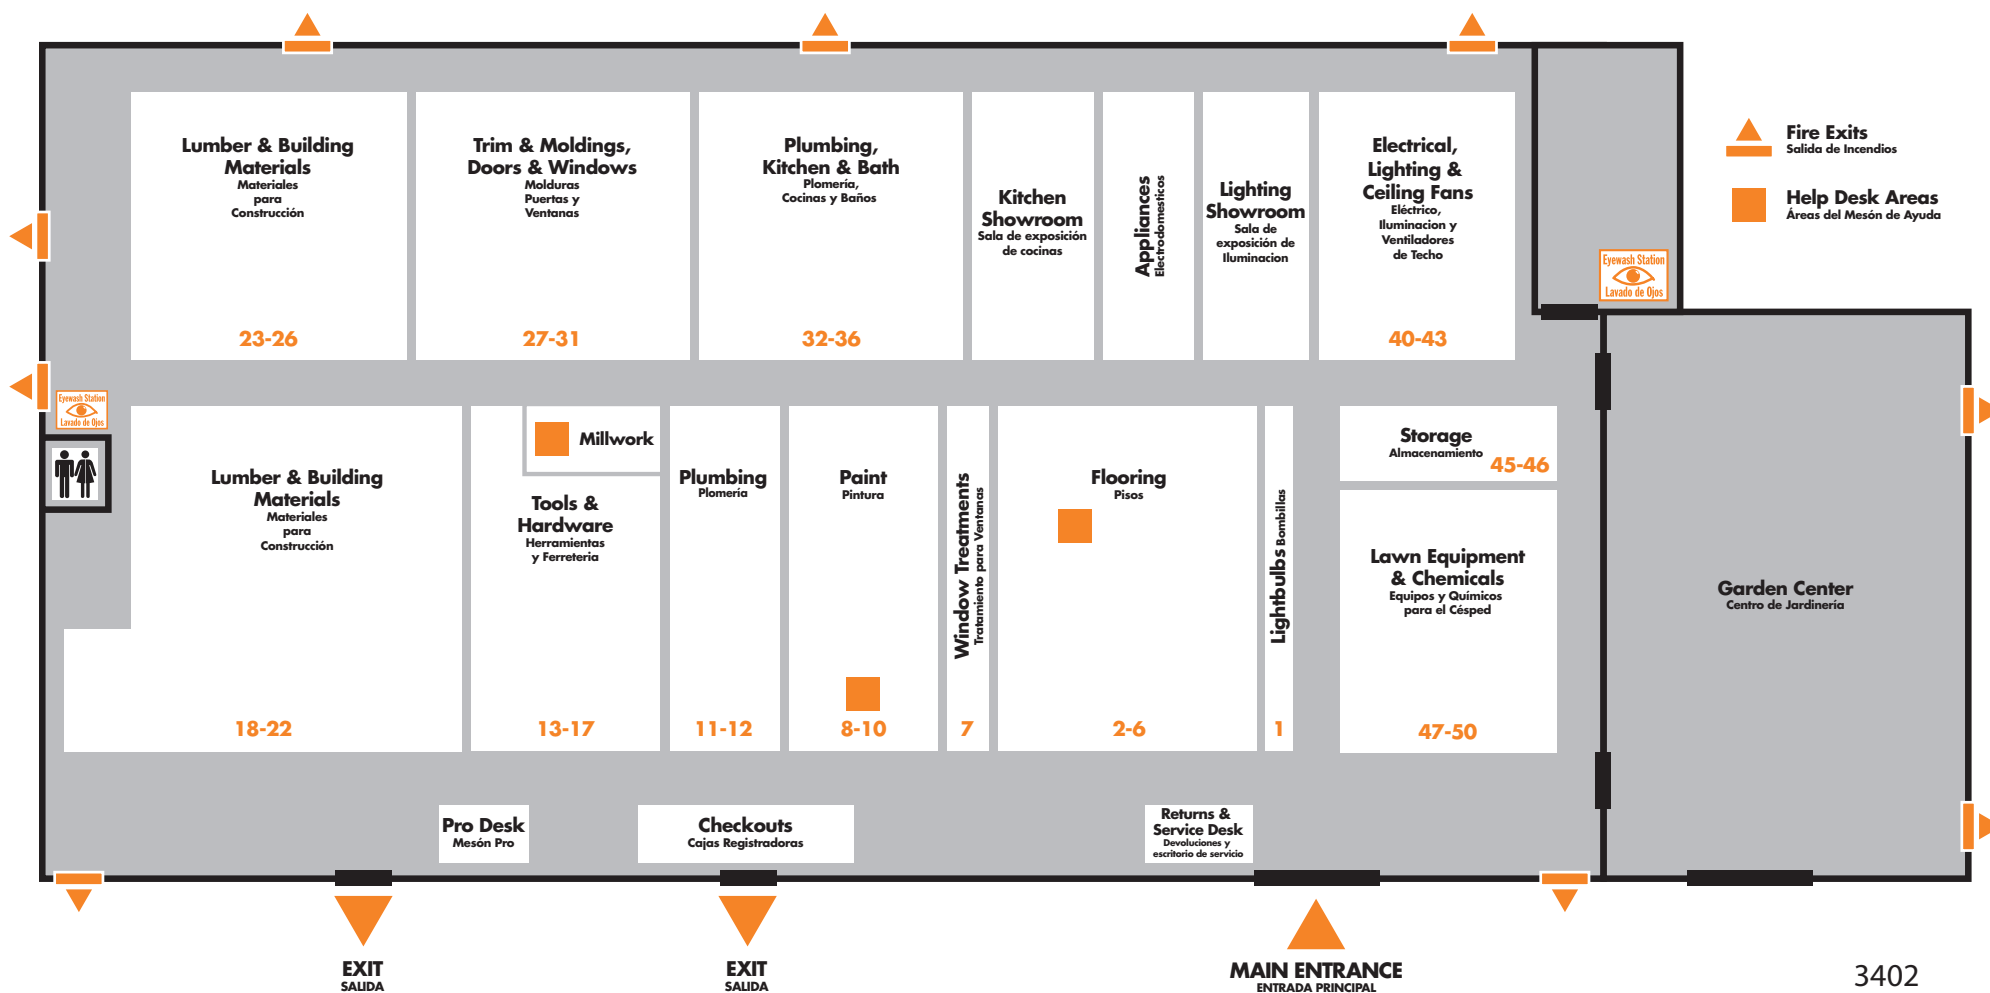 Lumber & Building
Materials
Materiales
para
Construcción
23-26
Trim & Moldings,
Doors & Windows
Molduras
Puertas y
Ventanas
27-31
Plumbing,
Kitchen & Bath
Plomería,
Cocinas y Baños
32-36
Kitchen
Showroom
Sala de exposición
de cocinas
Appliances
Electrodomesticos
Lighting
Showroom
Sala de
exposición de
Iluminacion
Electrical,
Lighting &
Ceiling Fans
Eléctrico,
Iluminacion y
Ventiladores
de Techo
40-43
Eyewash Station
Lavado de Ojos
Fire Exits
Salida de Incendios
Help Desk Areas
Áreas del Mesón de Ayuda
Eyewash Station
Lavado de Ojos
Lumber & Building
Materials
Materiales
para
Construcción
18-22
Millwork
Tools &
Hardware
Herramientas
y Ferreteria
13-17
Plumbing
Plomería
11-12
Paint
Pintura
8-10
Window Treatments
Tratamiento para Ventanas
7
Flooring
Pisos
2-6
Lightbulbs Bombillas
1
Storage
Almacenamiento
45-46
Lawn Equipment
& Chemicals
Equipos y Químicos
para el Césped
47-50
Garden Center
Centro de Jardinería
Pro Desk
Mesón Pro
Checkouts
Cajas Registradoras
Returns &
Service Desk
Devoluciones y
escritorio de servicio
EXIT
SALIDA
EXIT
SALIDA
MAIN ENTRANCE
ENTRADA PRINCIPAL
3402